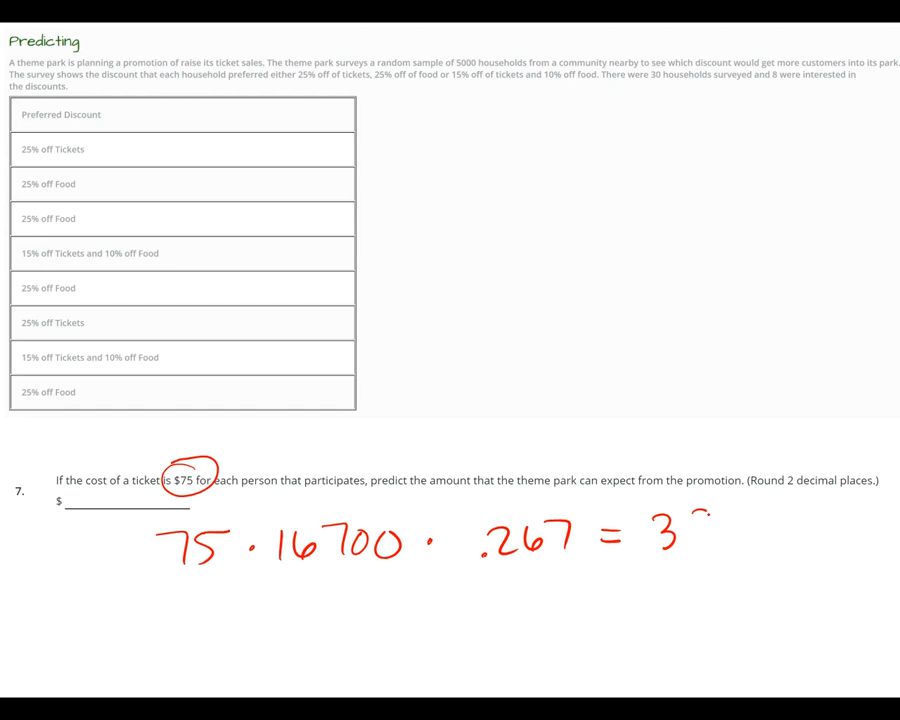 Predicting
A theme park is planning a promotion of raise its ticket sales. The theme park surveys a random sample of 5000 households from a community nearby to see which discount would get more customers into its park.
The survey shows the discount that each household preferred either 25% off of tickets, 25% off of food or 15% off of tickets and 10% off food. There were 30 households surveyed and 8 were interested in
the discounts.
Preferred Discount
25% off Tickets
25% off Food
25% off Food
15% off Tickets and 10% off Food
25% off Food
25% off Tickets
15% off Tickets and 10% off Food
25% off Food
7. If the cost of a ticket is $75 for each person that participates, predict the amount that the theme park can expect from the promotion. (Round 2 decimal places.)
$ ____________________
75 · 16700 · .267 = 3